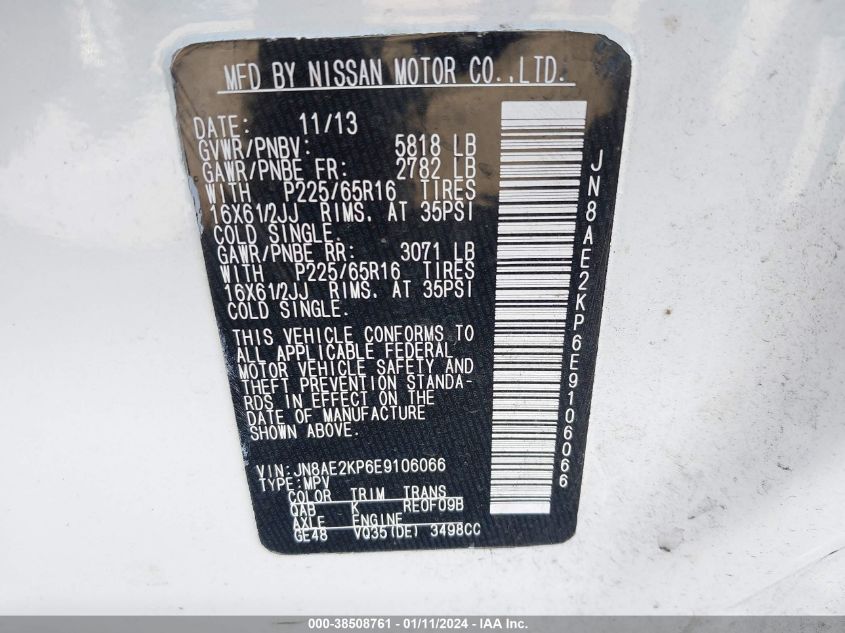 MFD BY NISSAN MOTOR CO.,LTD.
DATE: 11/13
GVWR/PNBV: 5818 LB
GAWR/PNBE FR: 2782 LB
WITH P225/65R16 TIRES
16X61/2JJ RIMS. AT 35PSI
COLD SINGLE.
GAWR/PNBE RR: 3071 LB
WITH P225/65R16 TIRES
16X61/2JJ RIMS. AT 35PSI
COLD SINGLE.
THIS VEHICLE CONFORMS TO
ALL APPLICABLE FEDERAL
MOTOR VEHICLE SAFETY AND
THEFT PREVENTION STANDA-
RDS IN EFFECT ON THE
DATE OF MANUFACTURE
SHOWN ABOVE.
VIN:JN8AE2KP6E9106066
TYPE:MPV
COLOR TRIM TRANS
QAB K RE0F09B
AXLE ENGINE
GE48 VQ35(DE) 3498CC
JN8AE2KP6E9106066
000-38508761 - 01/11/2024 - IAA Inc.